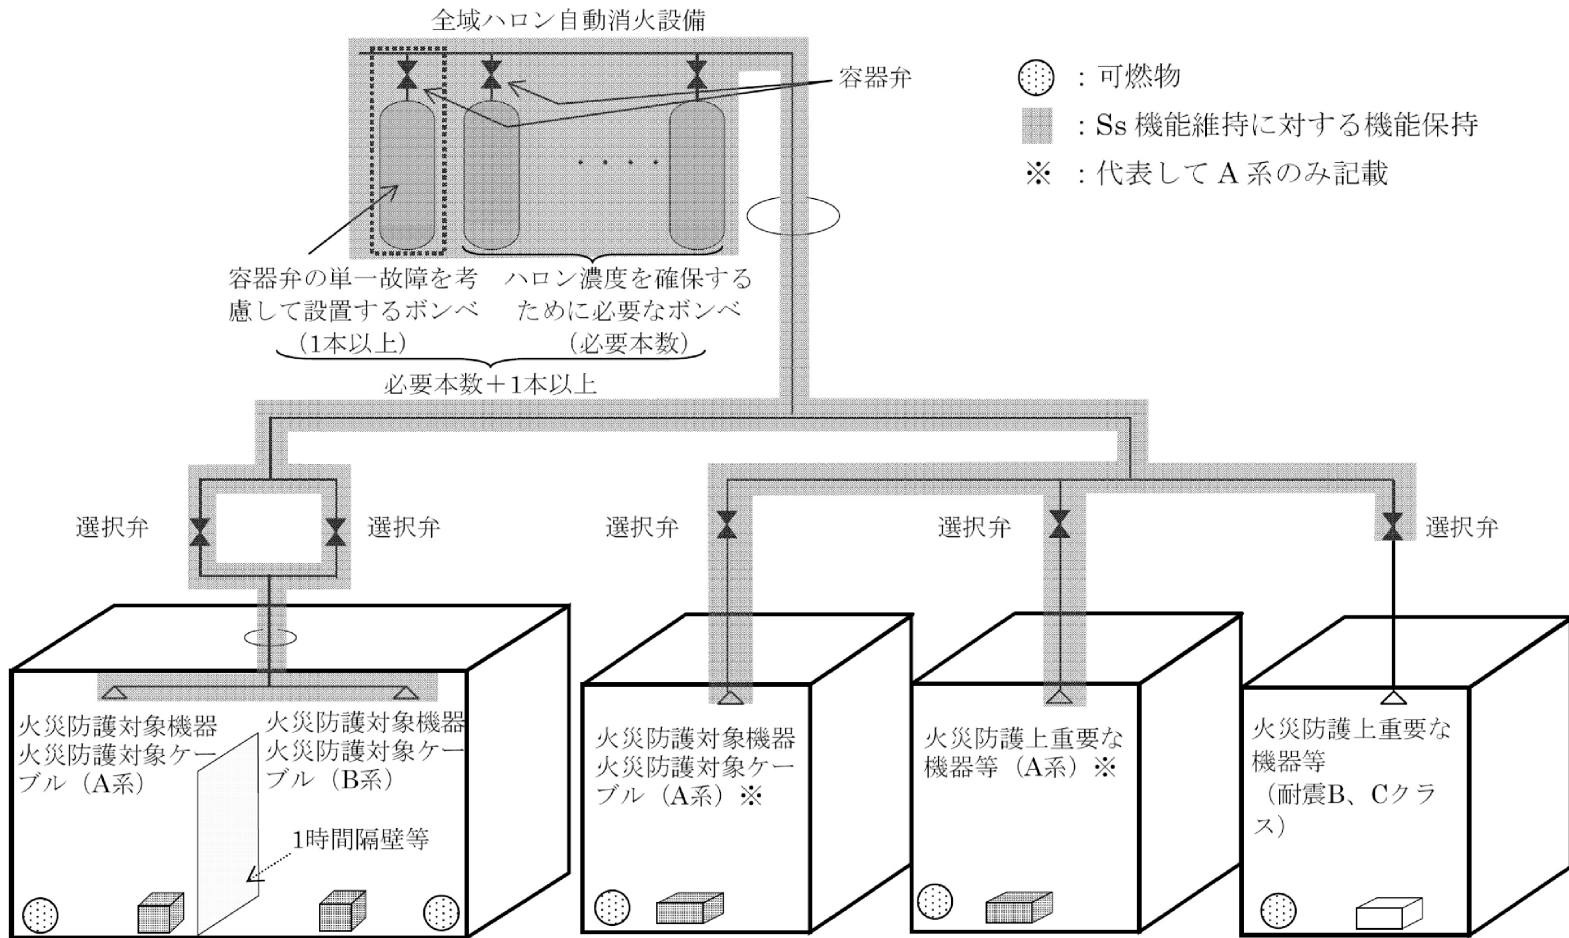 全域ハロン自動消火設備
容器弁
：可燃物
：Ss 機能維持に対する機能保持
※ ：代表して A 系のみ記載
容器弁の単一故障を考
慮して設置するボンベ
（1本以上）
ハロン濃度を確保する
ために必要なボンベ
（必要本数）
必要本数＋1本以上
選択弁
選択弁
選択弁
選択弁
選択弁
火災防護対象機器
火災防護対象ケー
ブル（A系）
火災防護対象機器
火災防護対象ケー
ブル（B系）
1時間隔壁等
火災防護対象機器
火災防護対象ケー
ブル（A系）※
火災防護上重要な
機器等（A系）※
火災防護上重要な
機器等
（耐震B、Cクラ
ス）